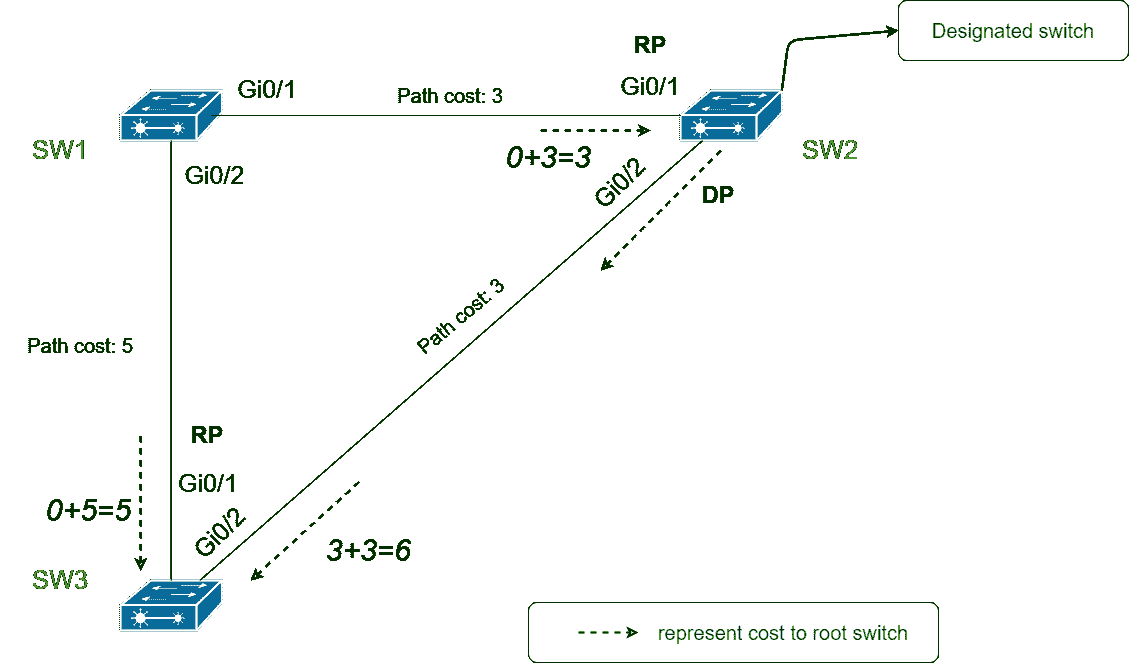 Designated switch
RP
Gi0/1
Path cost: 3
Gi0/1
SW1
0+3=3
SW2
Gi0/2
Gi0/2
DP
Path cost: 3
Path cost: 5
RP
Gi0/1
0+5=5
Gi0/2
3+3=6
SW3
represent cost to root switch